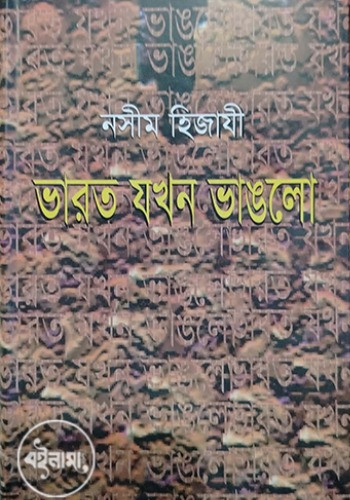 নসীম হিজাযী
ভারত যখন ভাঙলো
বইনামা